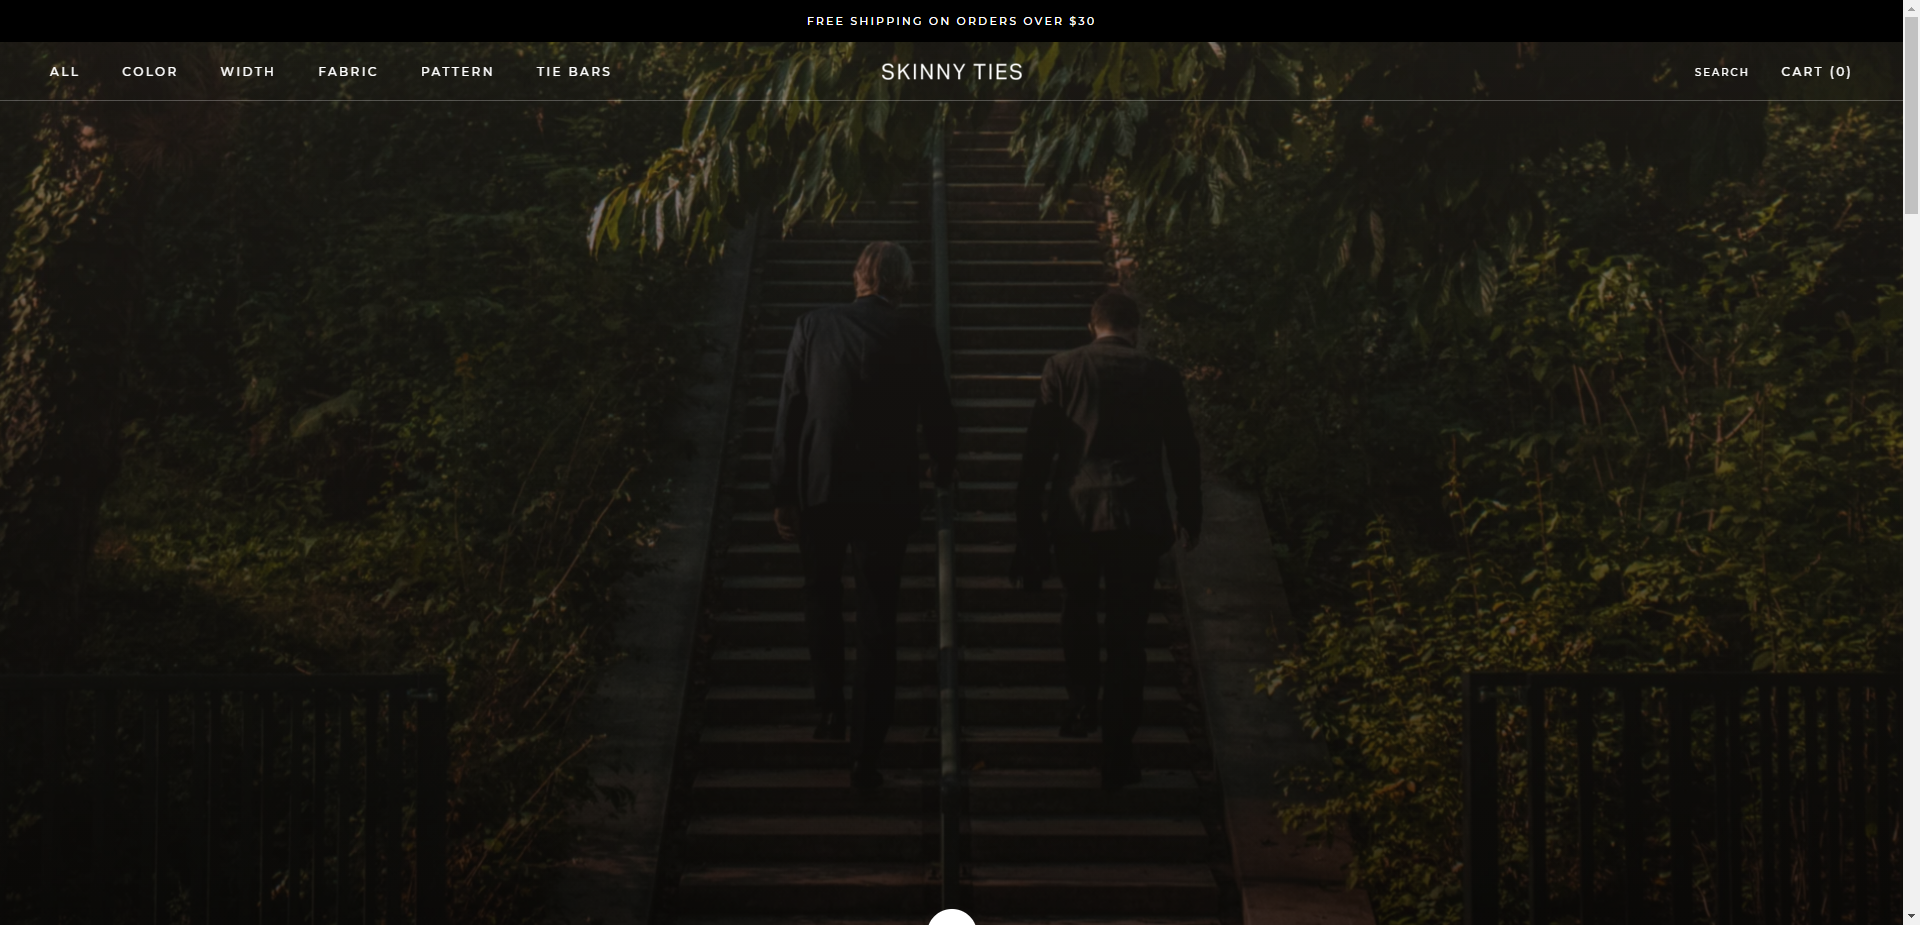 FREE SHIPPING ON ORDERS OVER $30
ALL COLOR WIDTH FABRIC PATTERN TIE BARS SKINNY TIES SEARCH CART (0)